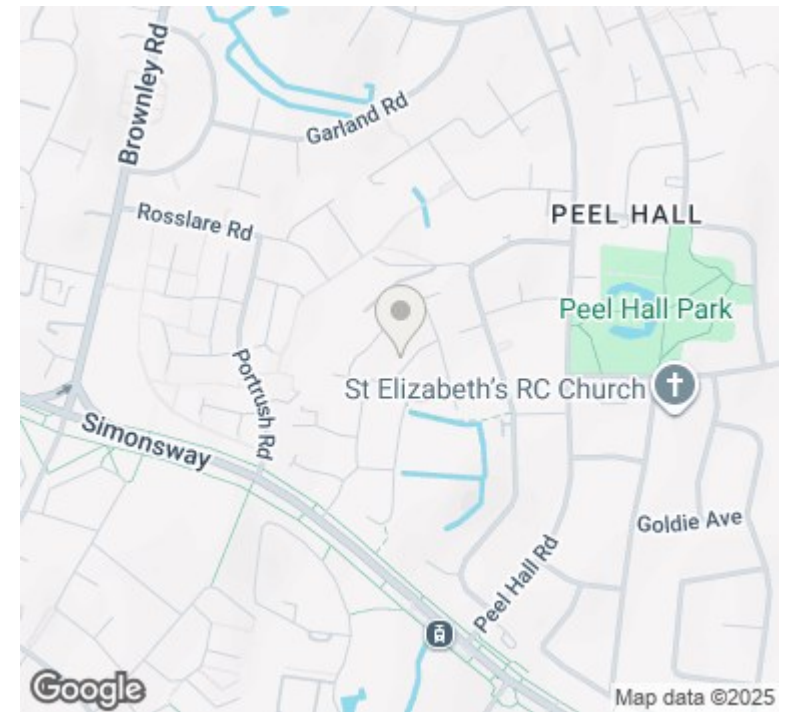 Brownley Rd
Garland Rd
Rosslare Rd
PEEL HALL
Peel Hall Park
Portrush Rd
St Elizabeth's RC Church
Simonsway
Goldie Ave
Peel Hall Rd
Google
Map data ©2025